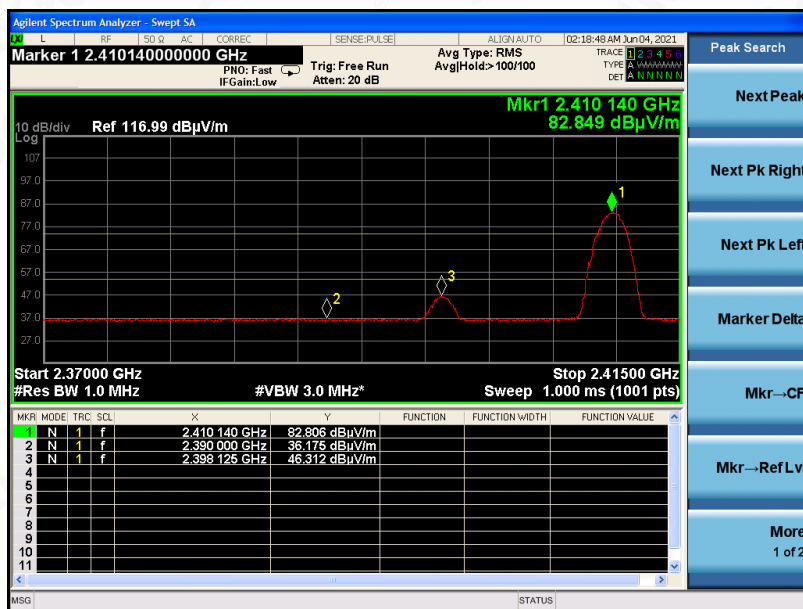 Agilent Spectrum Analyzer - Swept SA
LXI L RF 50 Ω AC CORREC SENSE:PULSE ALIGN AUTO 02:18:48 AM Jun 04, 2021
Marker 1 2.410140000000 GHz
PNO: Fast
IFGain:Low
Trig: Free Run
Atten: 20 dB
Avg Type: RMS
Avg|Hold:>100/100
TRACE 1 2 3 4 5 6
TYPE A WWWWW
DET A N N N N N
Mkr1 2.410 140 GHz
82.849 dBµV/m
10 dB/div Ref 116.99 dBµV/m
Log
107
97.0
87.0
77.0
67.0
57.0
47.0
37.0
27.0
1
2
3
Start 2.37000 GHz
Stop 2.41500 GHz
#Res BW 1.0 MHz
#VBW 3.0 MHz*
Sweep 1.000 ms (1001 pts)
MKR MODE TRC SCL X Y FUNCTION FUNCTION WIDTH FUNCTION VALUE
1 N 1 f 2.410 140 GHz 82.806 dBµV/m
2 N 1 f 2.390 000 GHz 36.175 dBµV/m
3 N 1 f 2.398 125 GHz 46.312 dBµV/m
4
5
6
7
8
9
10
11
MSG
STATUS
Peak Search
Next Peak
Next Pk Right
Next Pk Left
Marker Delta
Mkr→CF
Mkr→Ref Lv
More
1 of 2